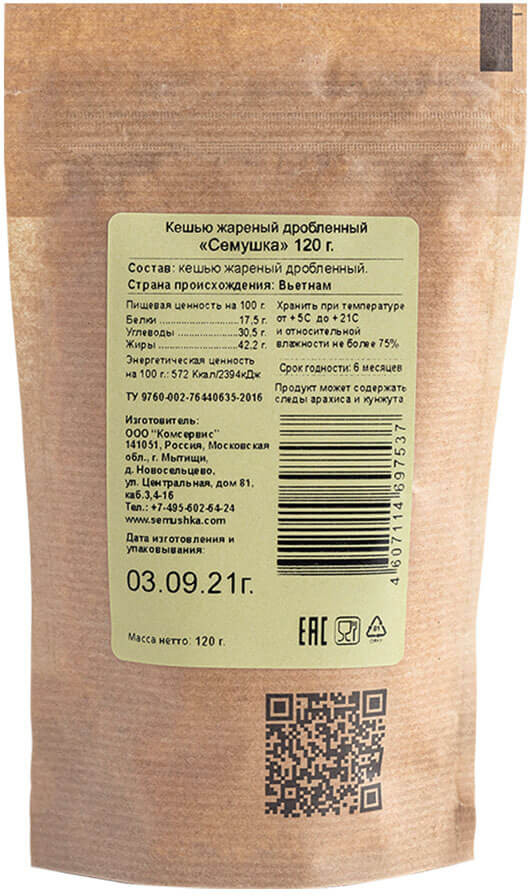 Кешью жареный дробленный
«Семушка» 120 г.
Состав: кешью жареный дробленный.
Страна происхождения: Вьетнам
Пищевая ценность на 100 г.
Белки ........................ 17,5 г.
Углеводы .................. 30,5 г.
Жиры ........................ 42,2 г.
Энергетическая ценность
на 100 г.: 572 Ккал/2394кДж
ТУ 9760-002-76440635-2016
Изготовитель:
ООО "Комсервис"
141051, Россия, Московская
обл., г. Мытищи,
д. Новосельцево,
ул. Центральная, дом 81,
каб.3,4-16
Тел.: +7-495-602-64-24
www.semushka.com
Дата изготовления и
упаковывания:
03.09.21г.
Масса нетто: 120 г.
Хранить при температуре
от + 5С до + 21С
и относительной
влажности не более 75%
Срок годности: 6 месяцев
Продукт может содержать
следы арахиса и кунжута
4 607114 697537
ЕАС